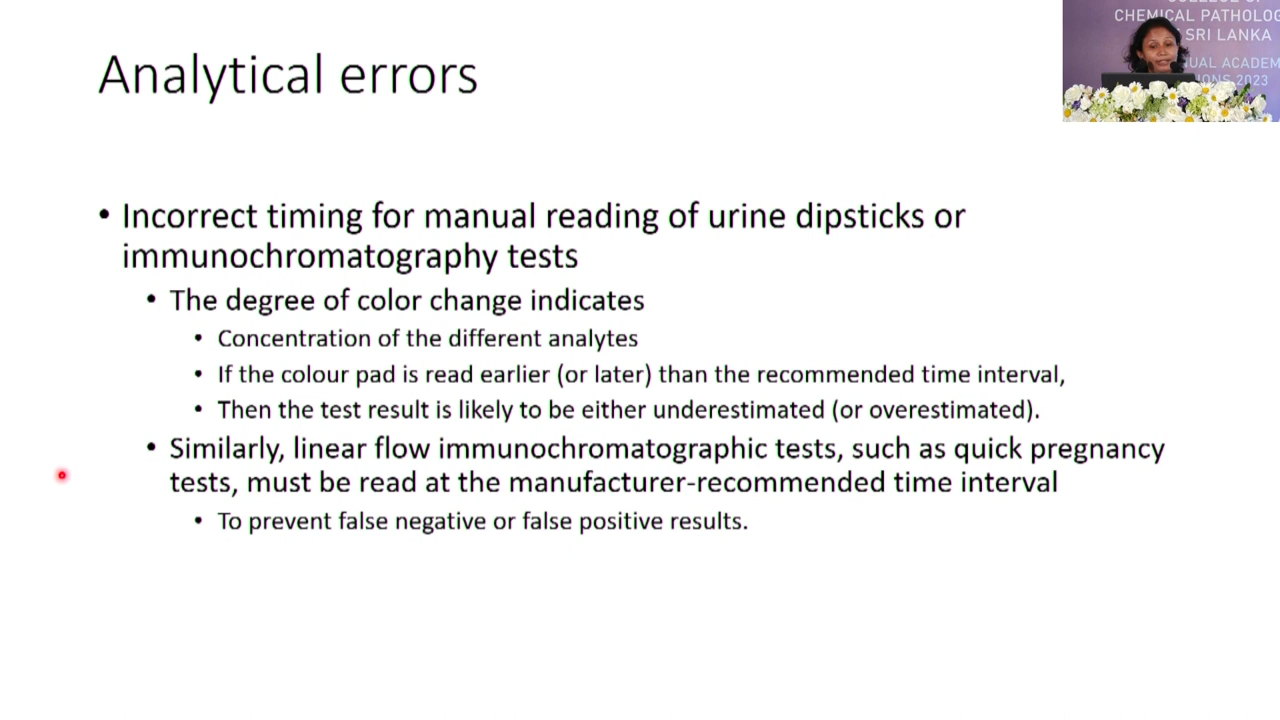 Analytical errors
COLLEGE OF
CHEMICAL PATHOLOG
SRI LANKA
UAL ACADEM
IONS 2023
• Incorrect timing for manual reading of urine dipsticks or
immunochromatography tests
• The degree of color change indicates
• Concentration of the different analytes
• If the colour pad is read earlier (or later) than the recommended time interval,
• Then the test result is likely to be either underestimated (or overestimated).
• Similarly, linear flow immunochromatographic tests, such as quick pregnancy
tests, must be read at the manufacturer-recommended time interval
• To prevent false negative or false positive results.